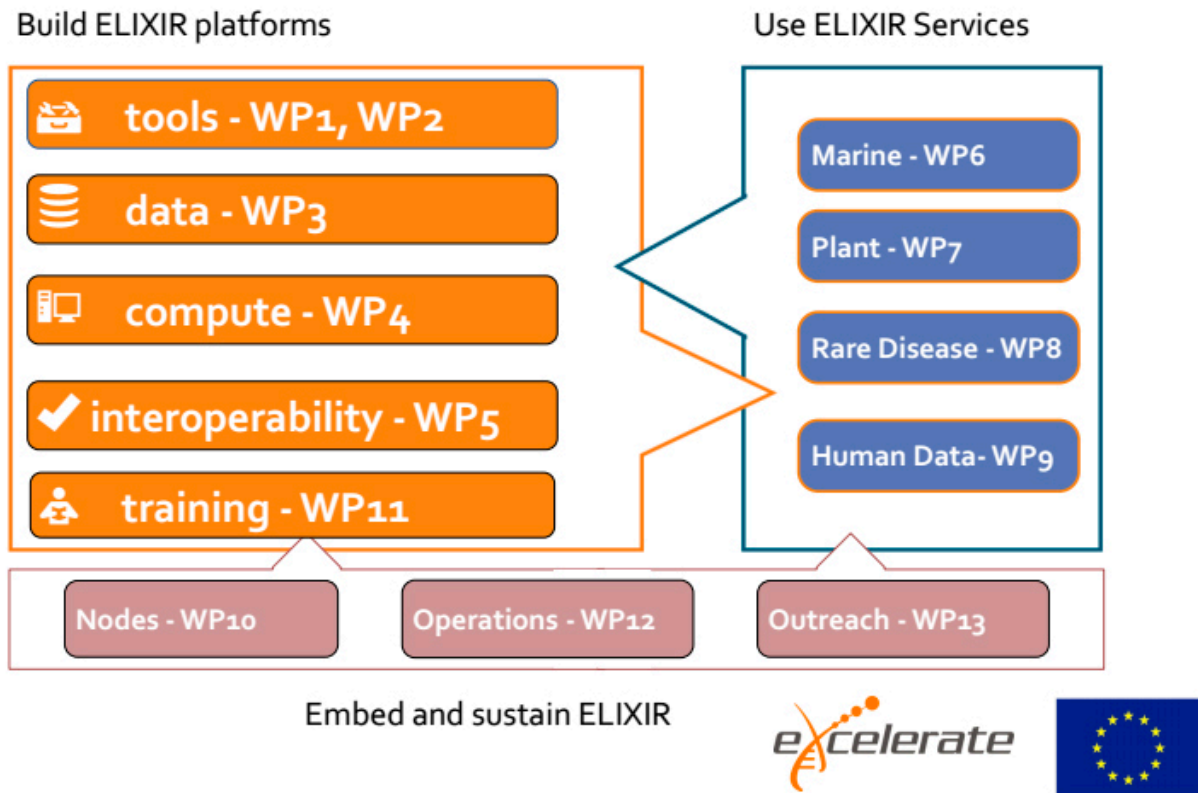 Build ELIXIR platforms
Use ELIXIR Services
tools - WP1, WP2
data - WP3
compute - WP4
interoperability - WP5
training - WP11
Marine - WP6
Plant - WP7
Rare Disease - WP8
Human Data- WP9
Nodes - WP10
Operations - WP12
Outreach - WP13
Embed and sustain ELIXIR
excelerate